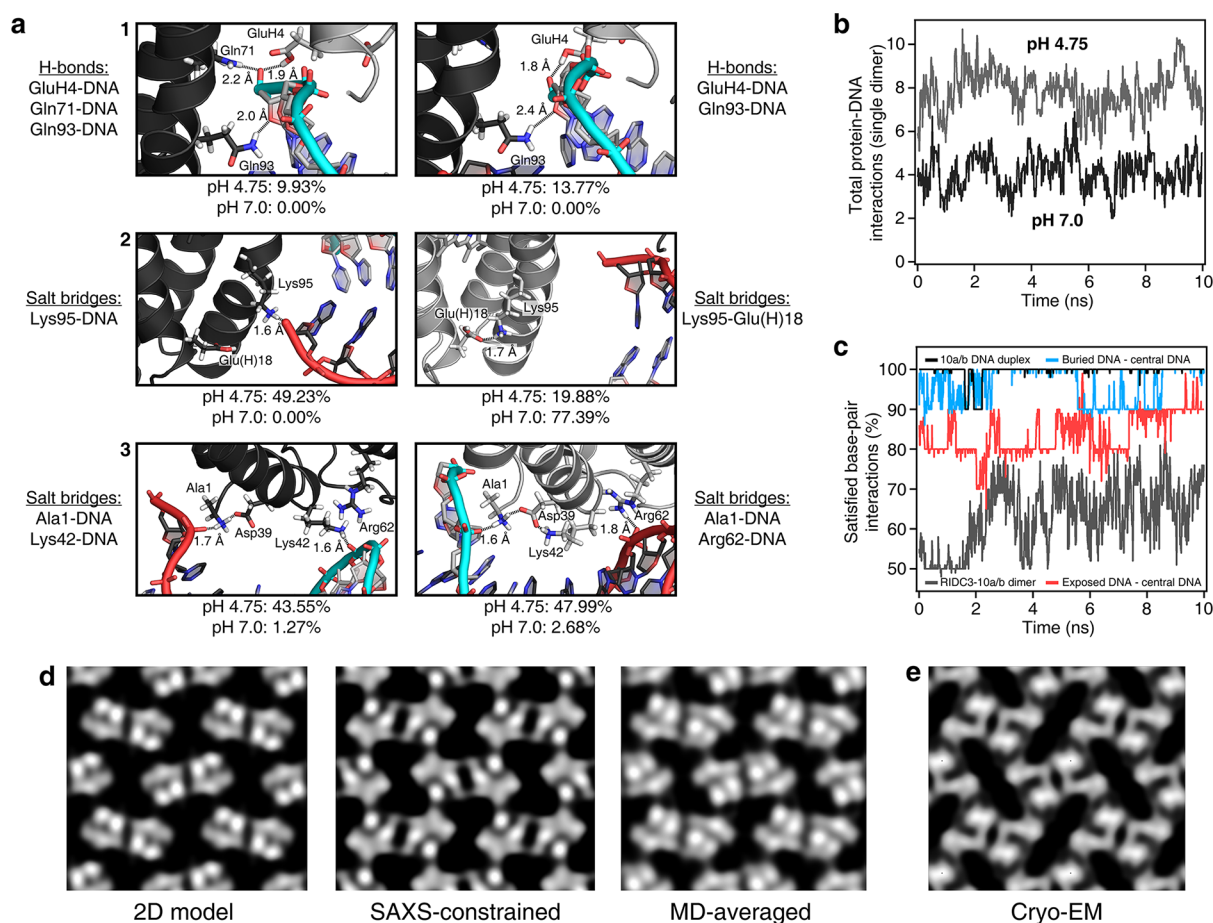 a
1
H-bonds:
GluH4-DNA
Gln71-DNA
Gln93-DNA
Gln71
GluH4
2.2 Å
1.9 Å
2.0 Å
Gln93
pH 4.75: 9.93%
pH 7.0: 0.00%
GluH4
1.8 Å
2.4 Å
Gln93
pH 4.75: 13.77%
pH 7.0: 0.00%
H-bonds:
GluH4-DNA
Gln93-DNA
2
Salt bridges:
Lys95-DNA
Lys95
1.6 Å
Glu(H)18
pH 4.75: 49.23%
pH 7.0: 0.00%
Glu(H)18
Lys95
1.7 Å
pH 4.75: 19.88%
pH 7.0: 77.39%
Salt bridges:
Lys95-Glu(H)18
3
Salt bridges:
Ala1-DNA
Lys42-DNA
Ala1
1.7 Å
Asp39
Lys42
1.6 Å
Arg62
pH 4.75: 43.55%
pH 7.0: 1.27%
Ala1
1.6 Å
Asp39
Lys42
1.8 Å
Arg62
pH 4.75: 47.99%
pH 7.0: 2.68%
Salt bridges:
Ala1-DNA
Arg62-DNA
b
Total protein-DNA
interactions (single dimer)
10
8
6
4
2
0
pH 4.75
pH 7.0
0 2 4 6 8 10
Time (ns)
c
Satisfied base-pair
interactions (%)
100
90
80
70
60
50
10a/b DNA duplex
Buried DNA - central DNA
RIDC3-10a/b dimer
Exposed DNA - central DNA
0 2 4 6 8 10
Time (ns)
d
2D model
SAXS-constrained
MD-averaged
e
Cryo-EM